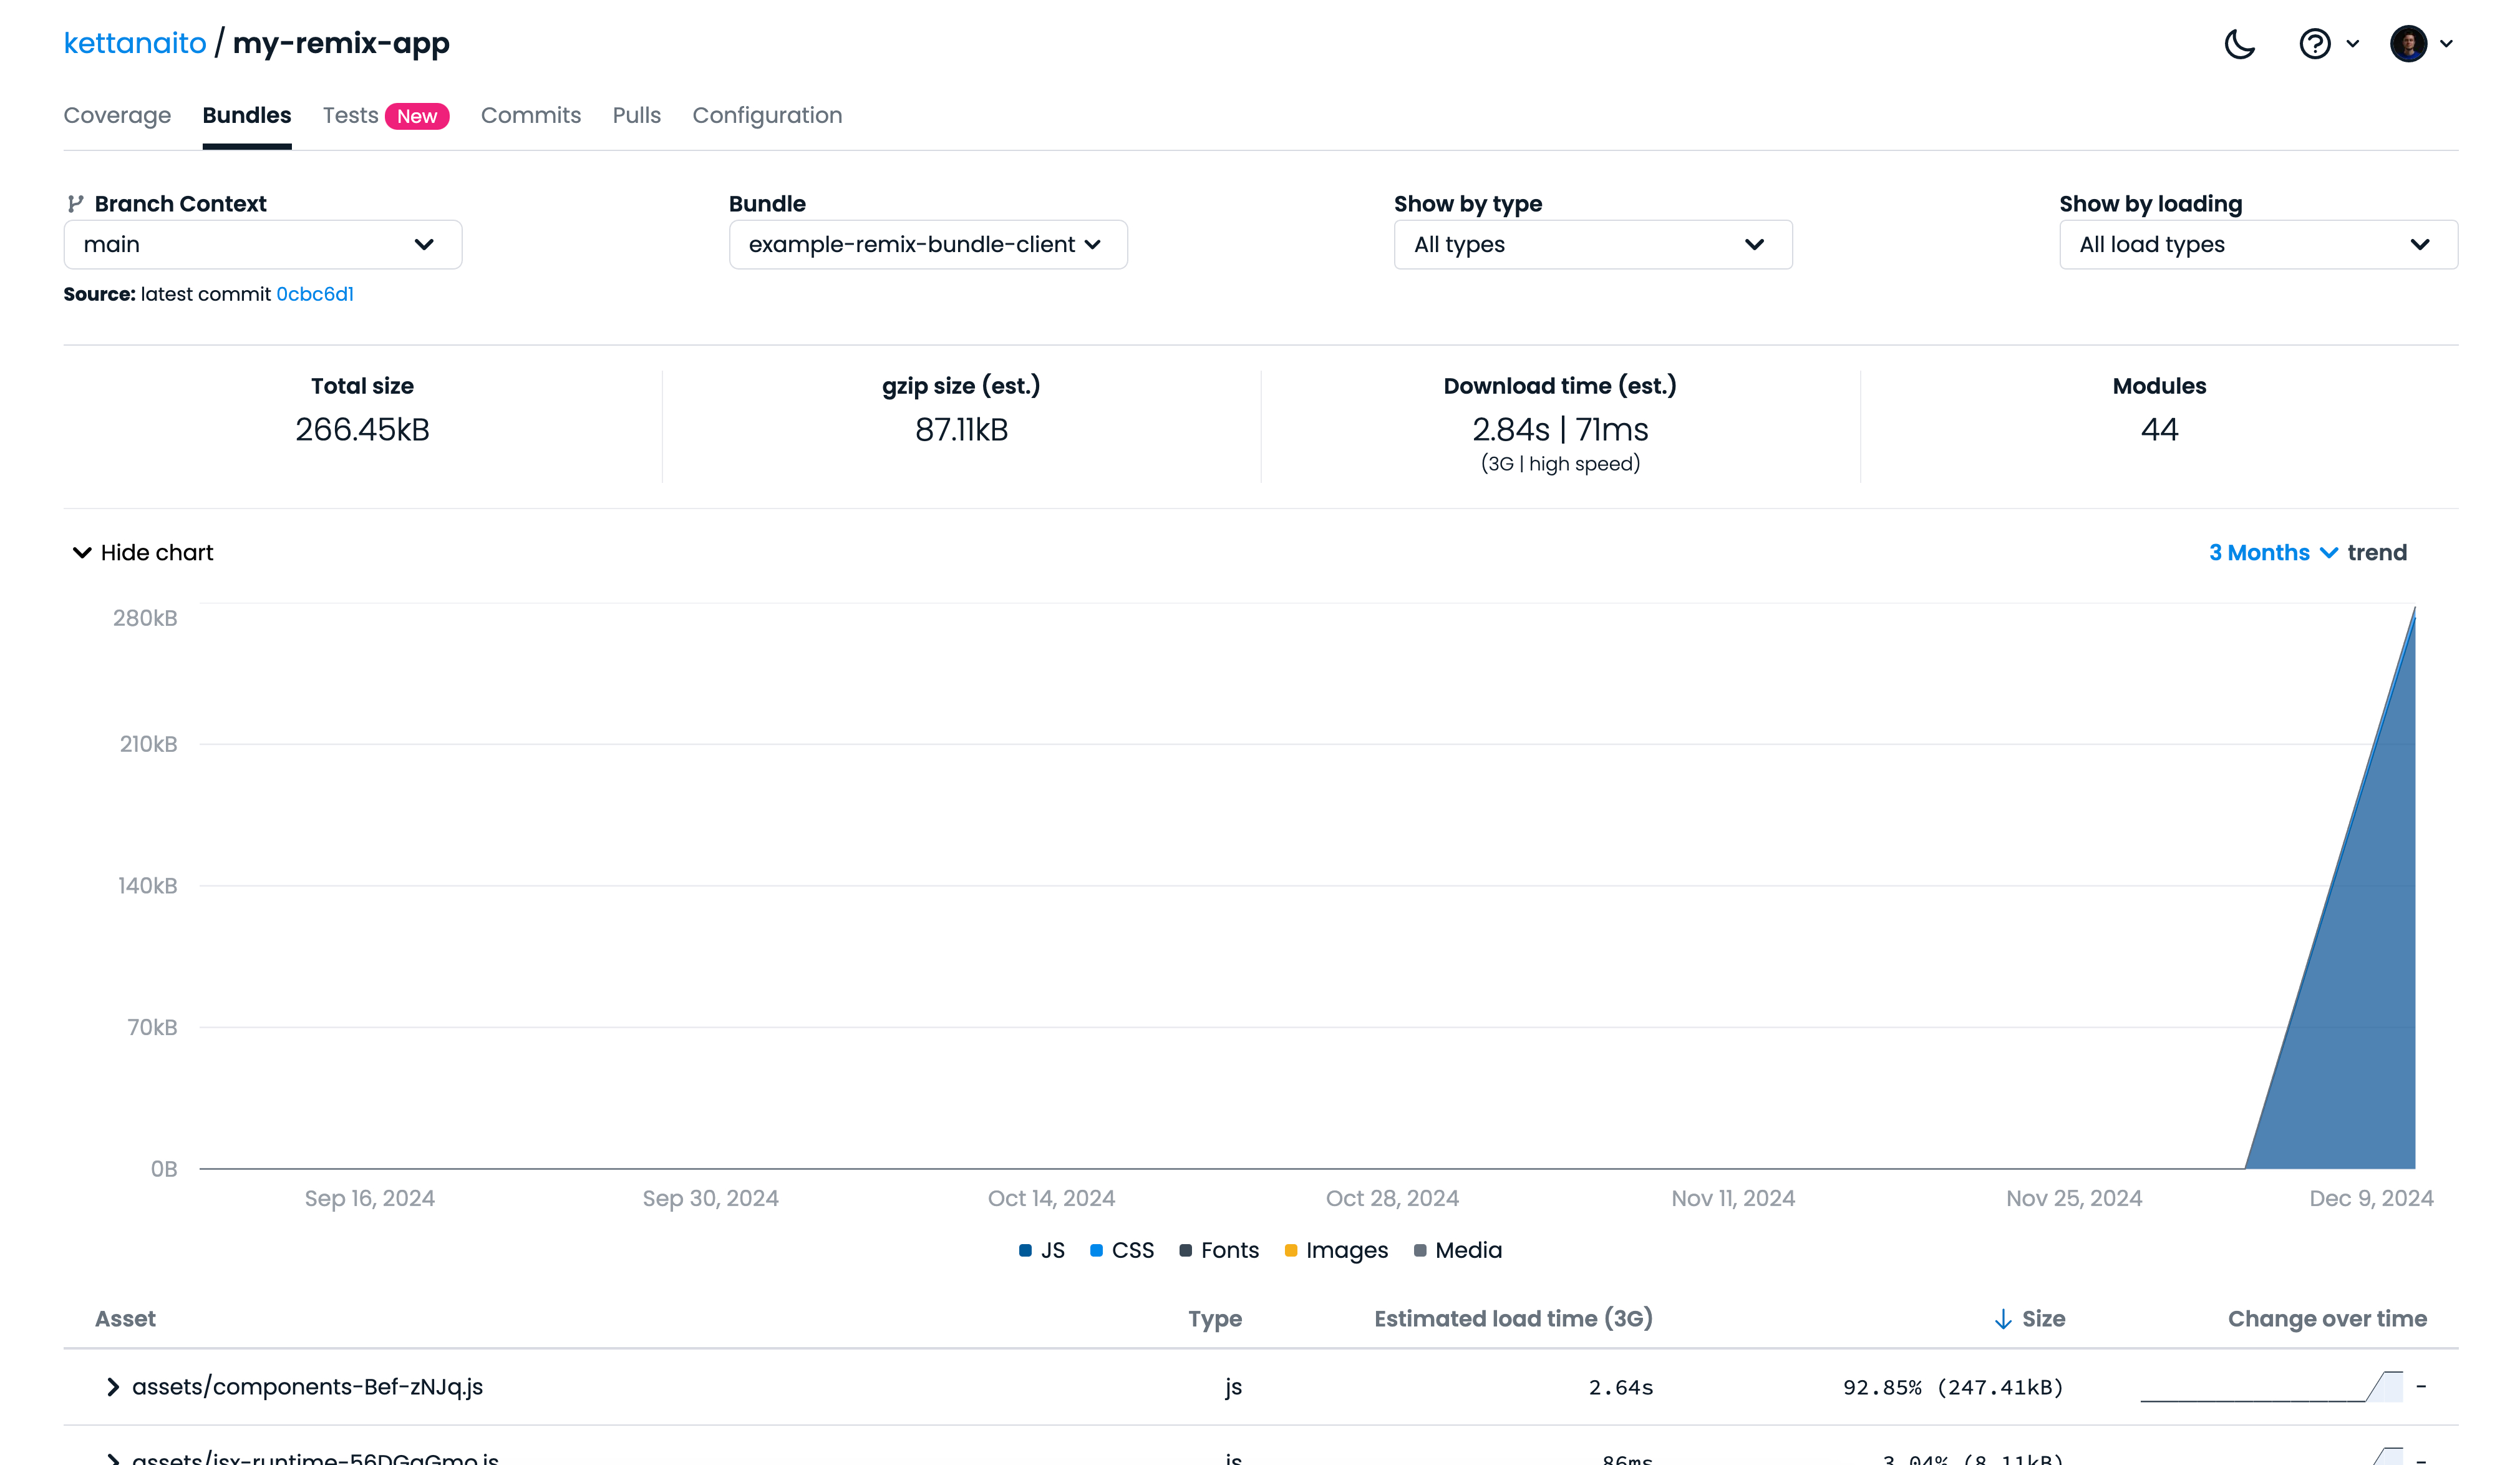 kettanaito / my-remix-app
Coverage Bundles Tests New Commits Pulls Configuration
Branch Context Bundle Show by type Show by loading
main example-remix-bundle-client All types All load types
Source: latest commit 0cbc6d1
Total size gzip size (est.) Download time (est.) Modules
266.45kB 87.11kB 2.84s | 71ms 44
(3G | high speed)
Hide chart 3 Months trend
280kB
210kB
140kB
70kB
0B
Sep 16, 2024 Sep 30, 2024 Oct 14, 2024 Oct 28, 2024 Nov 11, 2024 Nov 25, 2024 Dec 9, 2024
JS CSS Fonts Images Media
Asset Type Estimated load time (3G) Size Change over time
assets/components-Bef-zNJq.js js 2.64s 92.85% (247.41kB) -
js 86ms 3.04% (8.11kB) -